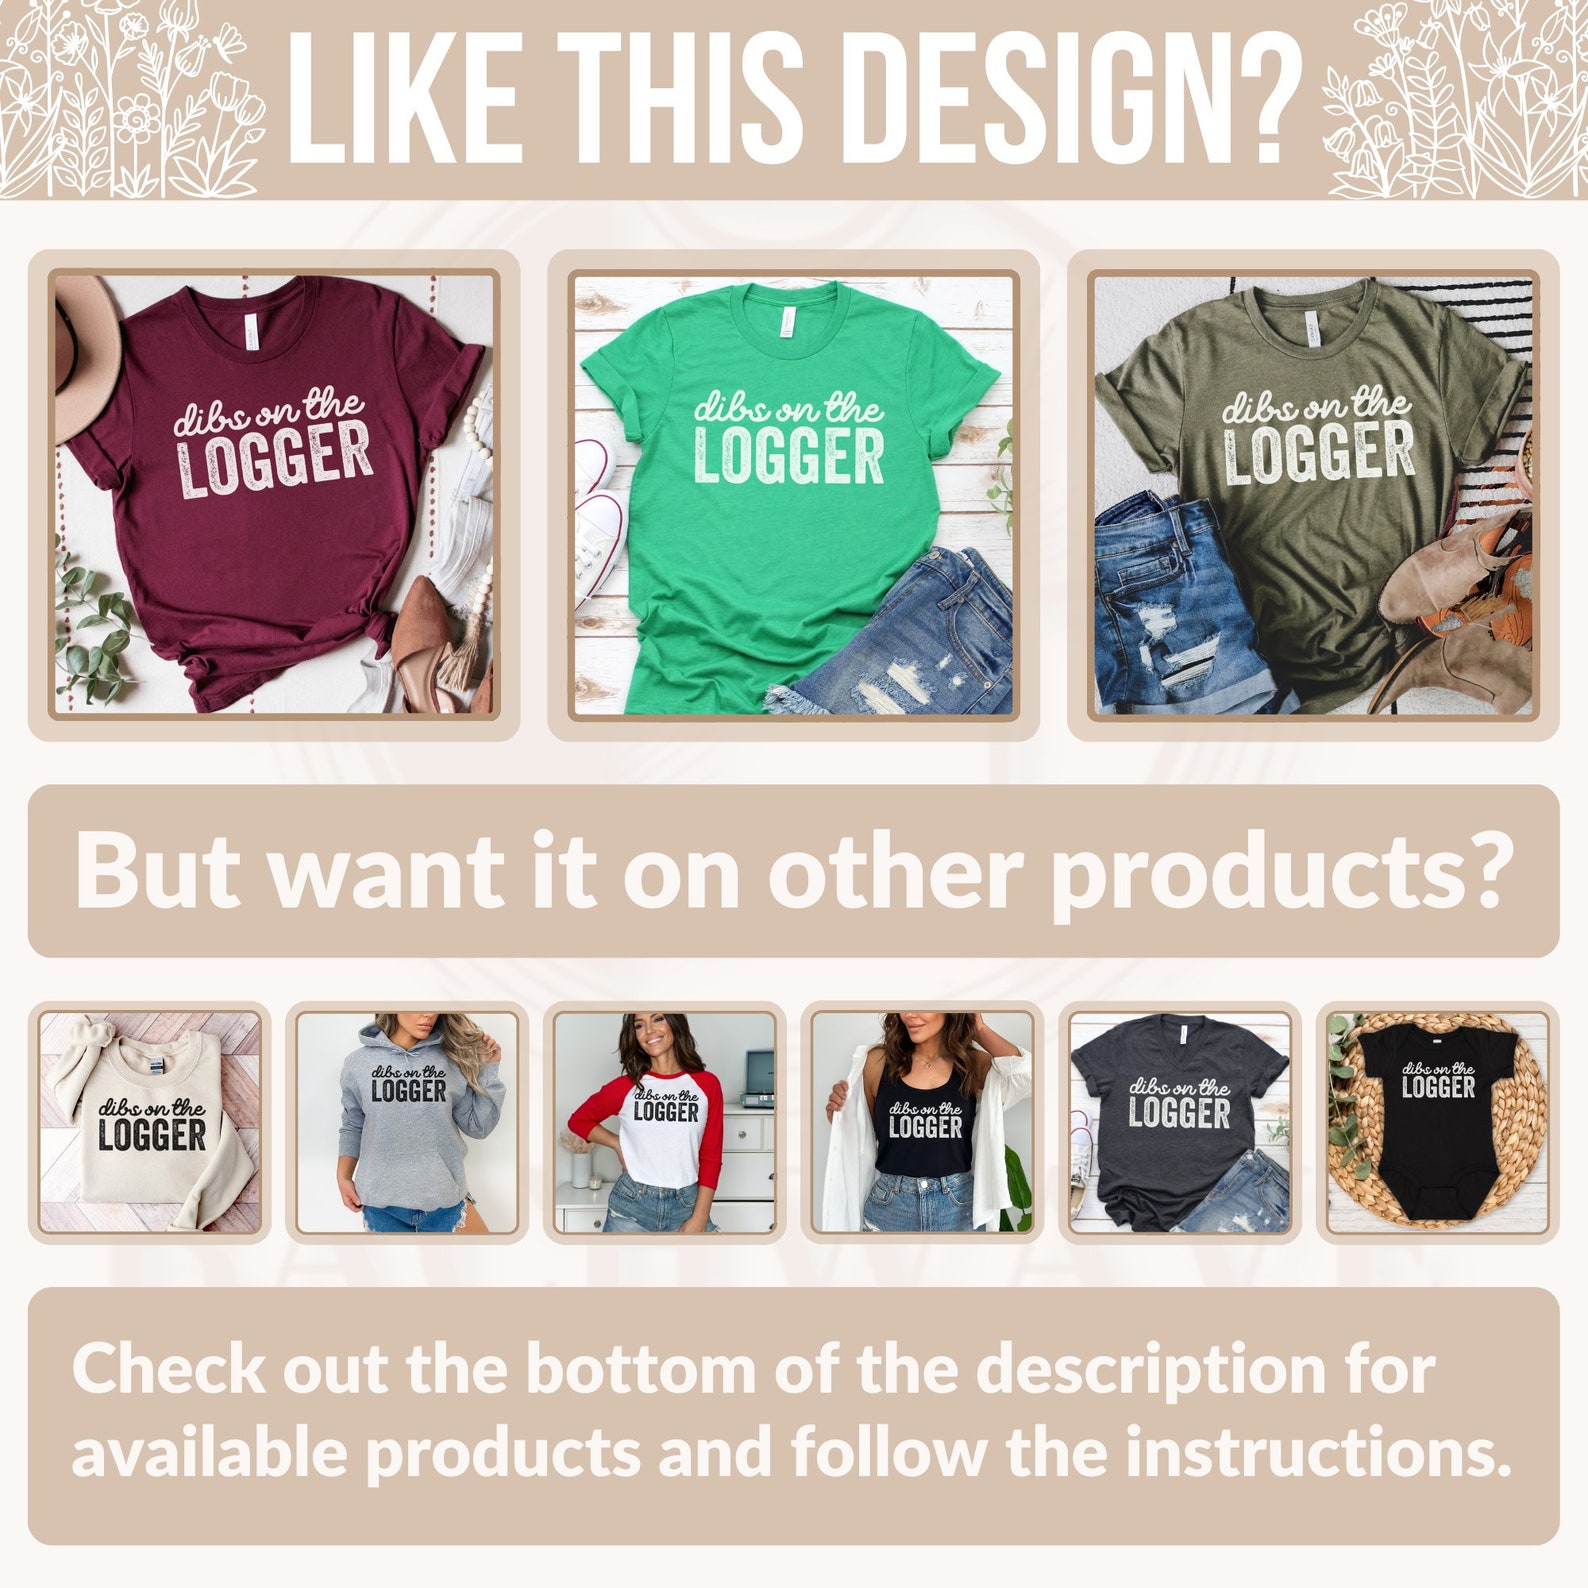 LIKE THIS DESIGN?
dibs on the
LOGGER
dibs on the
LOGGER
dibs on the
LOGGER
But want it on other products?
dibs on the
LOGGER
dibs on the
LOGGER
dibs on the
LOGGER
dibs on the
LOGGER
dibs on the
LOGGER
dibs on the
LOGGER
BACHWAVE
Check out the bottom of the description for
available products and follow the instructions.